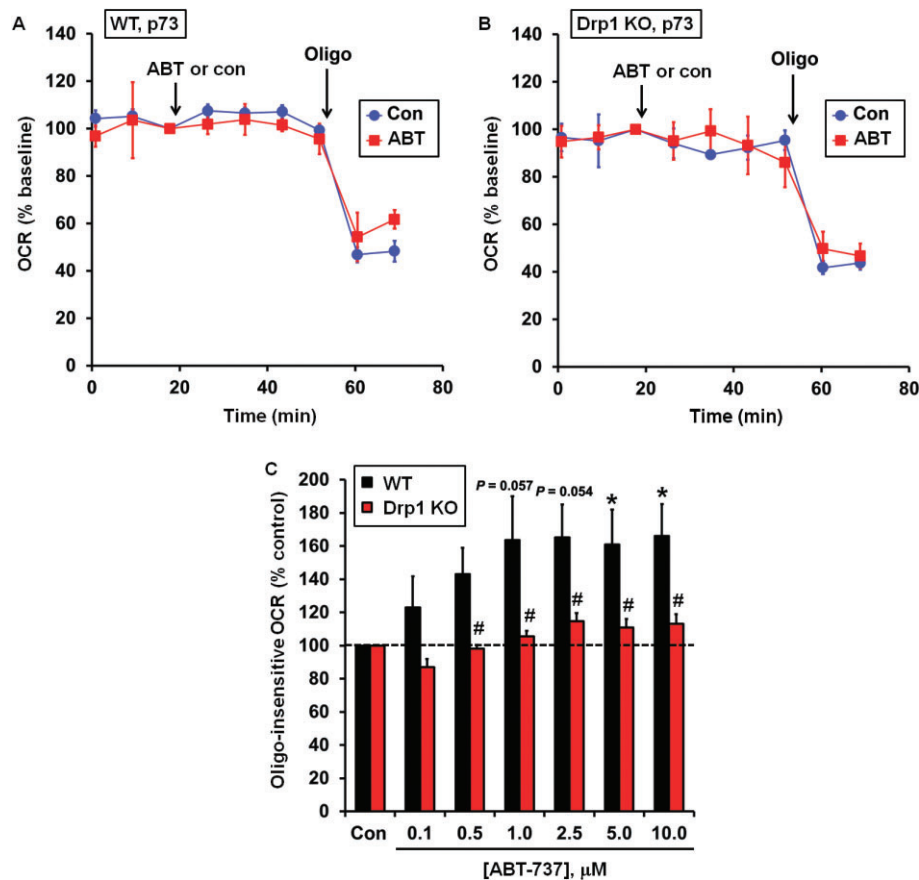 A
WT, p73
OCR (% baseline)
140
120
100
80
60
40
20
0
0
20
40
60
80
Time (min)
ABT or con
Oligo
Con
ABT
B
Drp1 KO, p73
OCR (% baseline)
140
120
100
80
60
40
20
0
0
20
40
60
80
Time (min)
ABT or con
Oligo
Con
ABT
C
WT
Drp1 KO
Oligo-insensitive OCR (% control)
200
180
160
140
120
100
80
60
40
20
0
P = 0.057
P = 0.054
*
*
#
#
#
#
#
Con
0.1
0.5
1.0
2.5
5.0
10.0
[ABT-737], µM